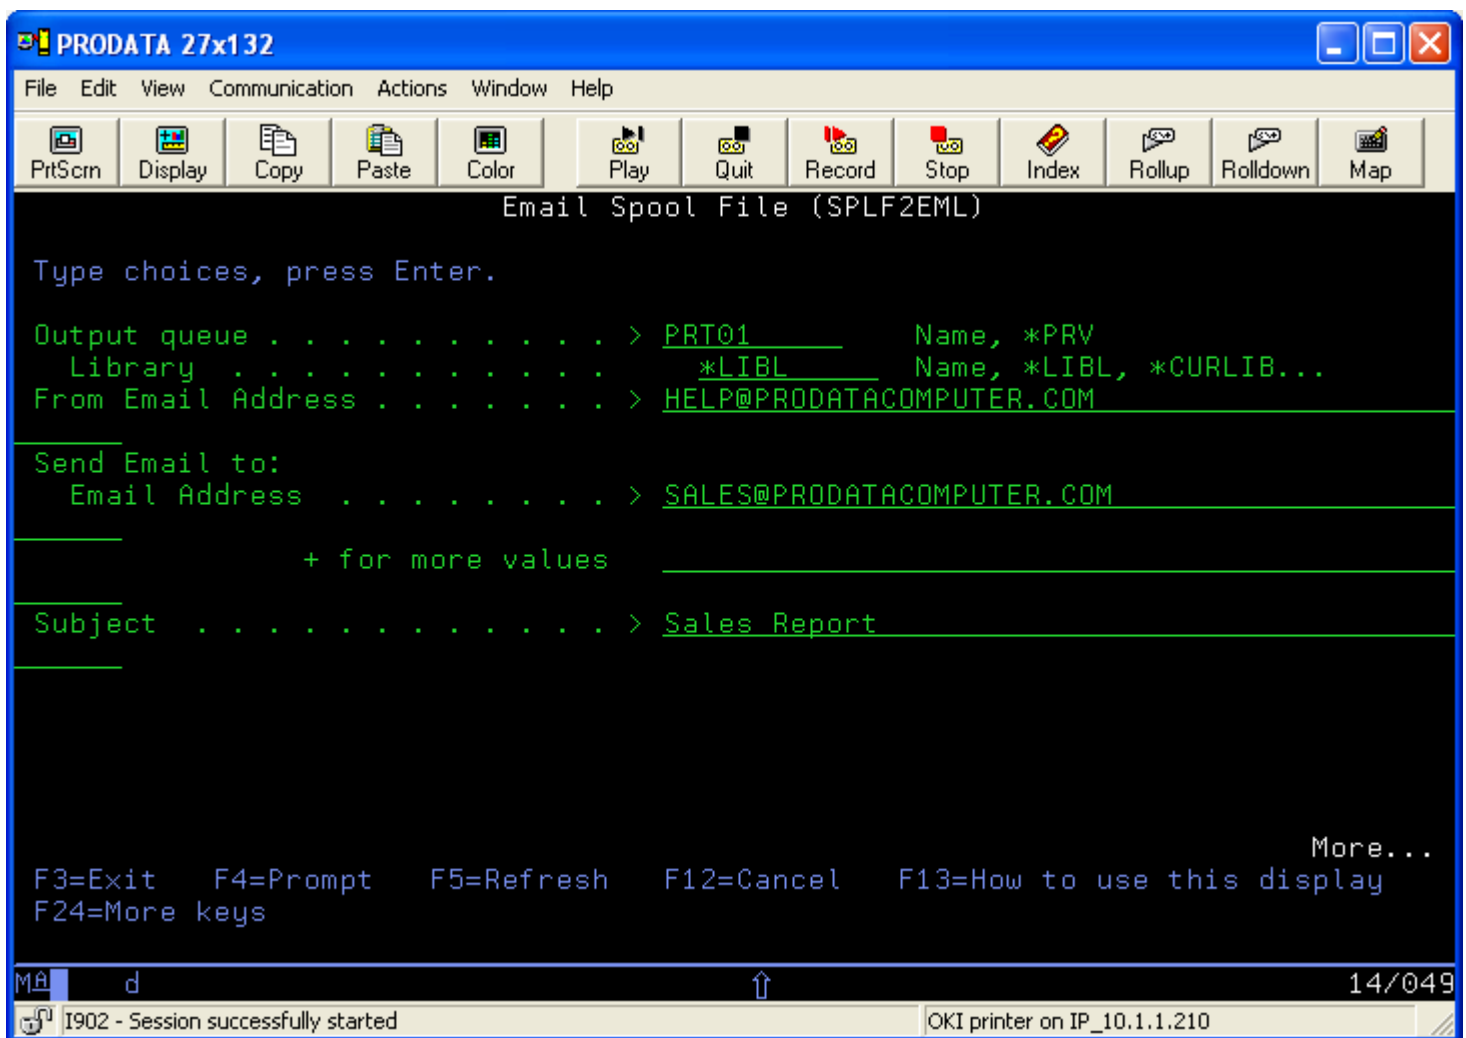 PRODATA 27x132
File Edit View Communication Actions Window Help
PrtScrn Display Copy Paste Color Play Quit Record Stop Index Rollup Rolldown Map
Email Spool File (SPLF2EML)
Type choices, press Enter.
Output queue . . . . . . . . . . > PRT01 Name, *PRV
Library . . . . . . . . . . . *LIBL Name, *LIBL, *CURLIB...
From Email Address . . . . . . . > HELP@PRODATACOMPUTER.COM
Send Email to:
Email Address . . . . . . . . > SALES@PRODATACOMPUTER.COM
+ for more values
Subject . . . . . . . . . . . . > Sales Report
More...
F3=Exit F4=Prompt F5=Refresh F12=Cancel F13=How to use this display
F24=More keys
MA d 14/049
I902 - Session successfully started OKI printer on IP_10.1.1.210